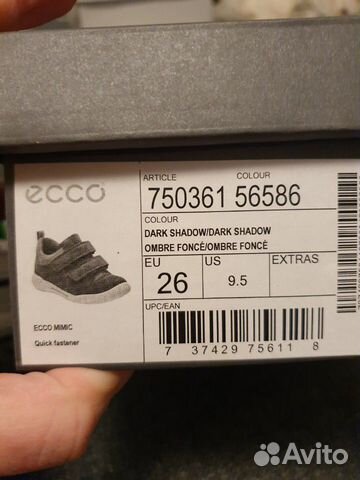 ARTICLE COLOUR
ecco
750361 56586
COLOUR
DARK SHADOW/DARK SHADOW
OMBRE FONCÉ/OMBRE FONCÉ
EU US EXTRAS
26 9.5
UPC/EAN
ECCO MIMIC
Quick fastener
7 37429 75611 8
Avito